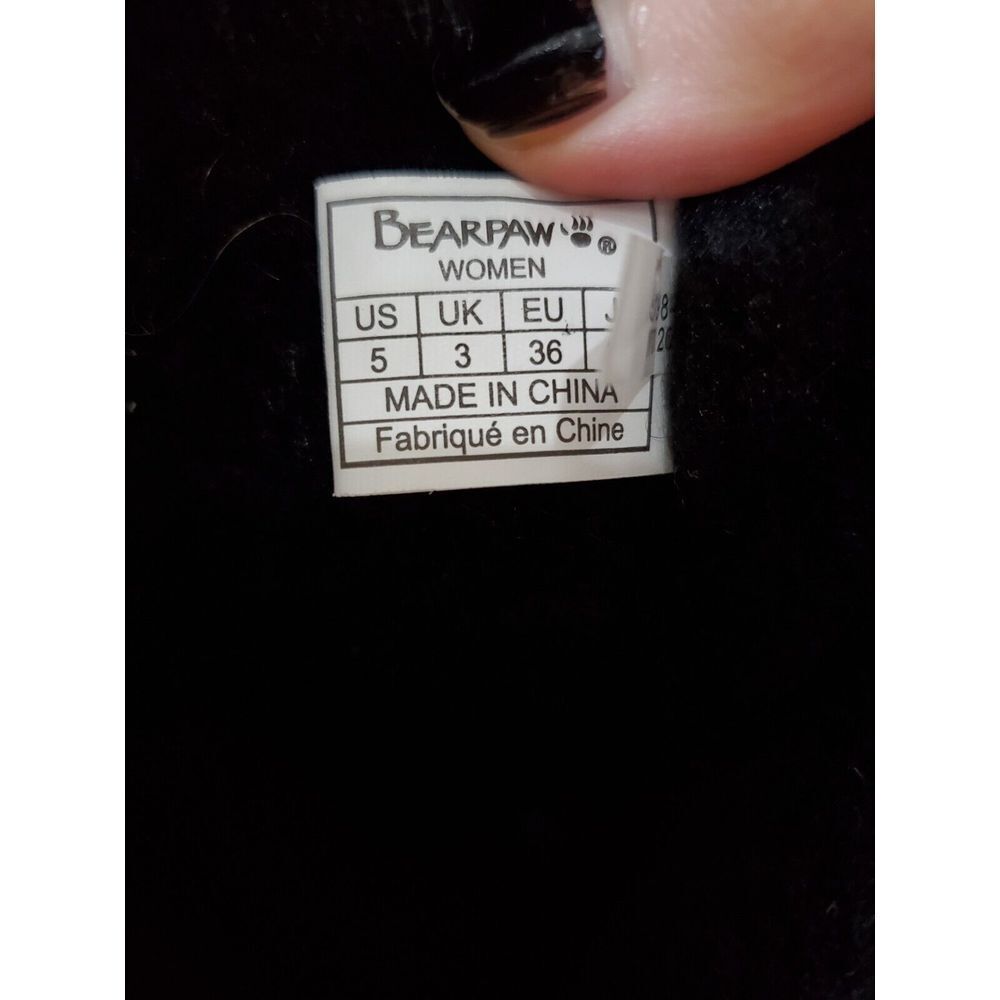 BEARPAW ®
WOMEN
US UK EU J
5 3 36
MADE IN CHINA
Fabriqué en Chine